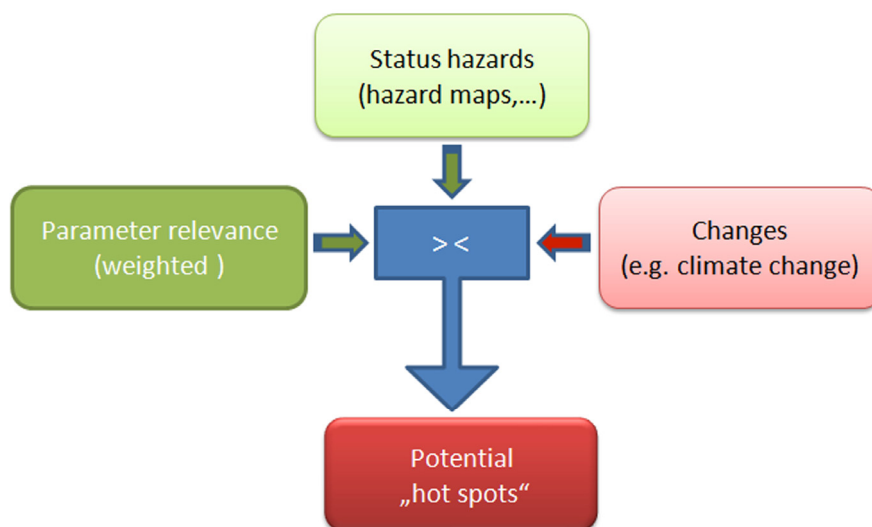 Status hazards
(hazard maps,...)
Parameter relevance
(weighted )
> <
Changes
(e.g. climate change)
Potential
„hot spots“